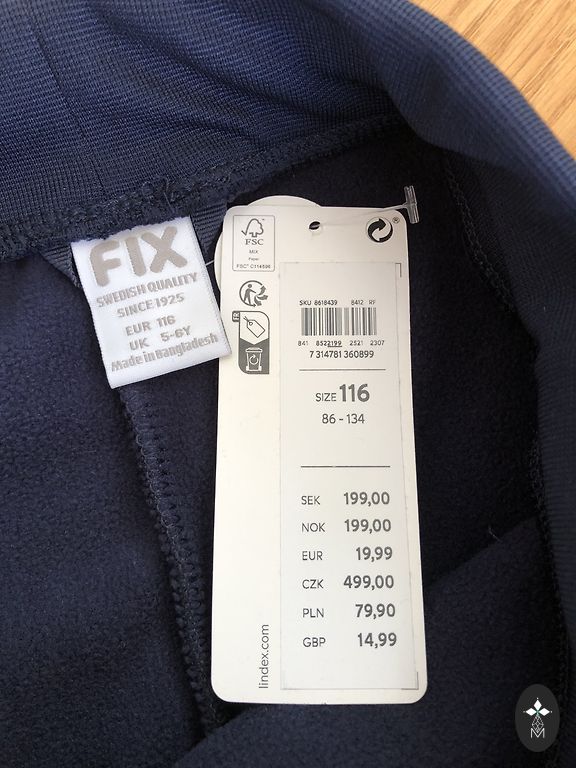 FIX
SWEDISH QUALITY
SINCE 1925
EUR 116
UK 5-6Y
Made in Bangladesh
FSC
MIX
Paper
FSC® C114596
®
FR
SKU 8618439 8412 RF
841 8522199 2521 2307
7 314781 360899
SIZE 116
86 - 134
SEK 199,00
NOK 199,00
EUR 19,99
CZK 499,00
PLN 79,90
GBP 14,99
lindex.com
M